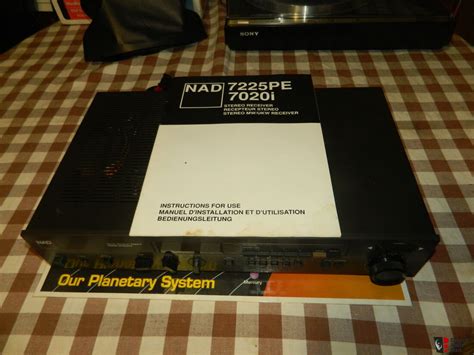 SONY
NAD
7225PE
7020i
STEREO RECEIVER
RECEPTEUR STEREO
STEREO MW/UKW RECEIVER
INSTRUCTIONS FOR USE
MANUEL D'INSTALLATION ET D'UTILISATION
BEDIENUNGSLEITUNG
NAD
Our Planetary System
Mercury